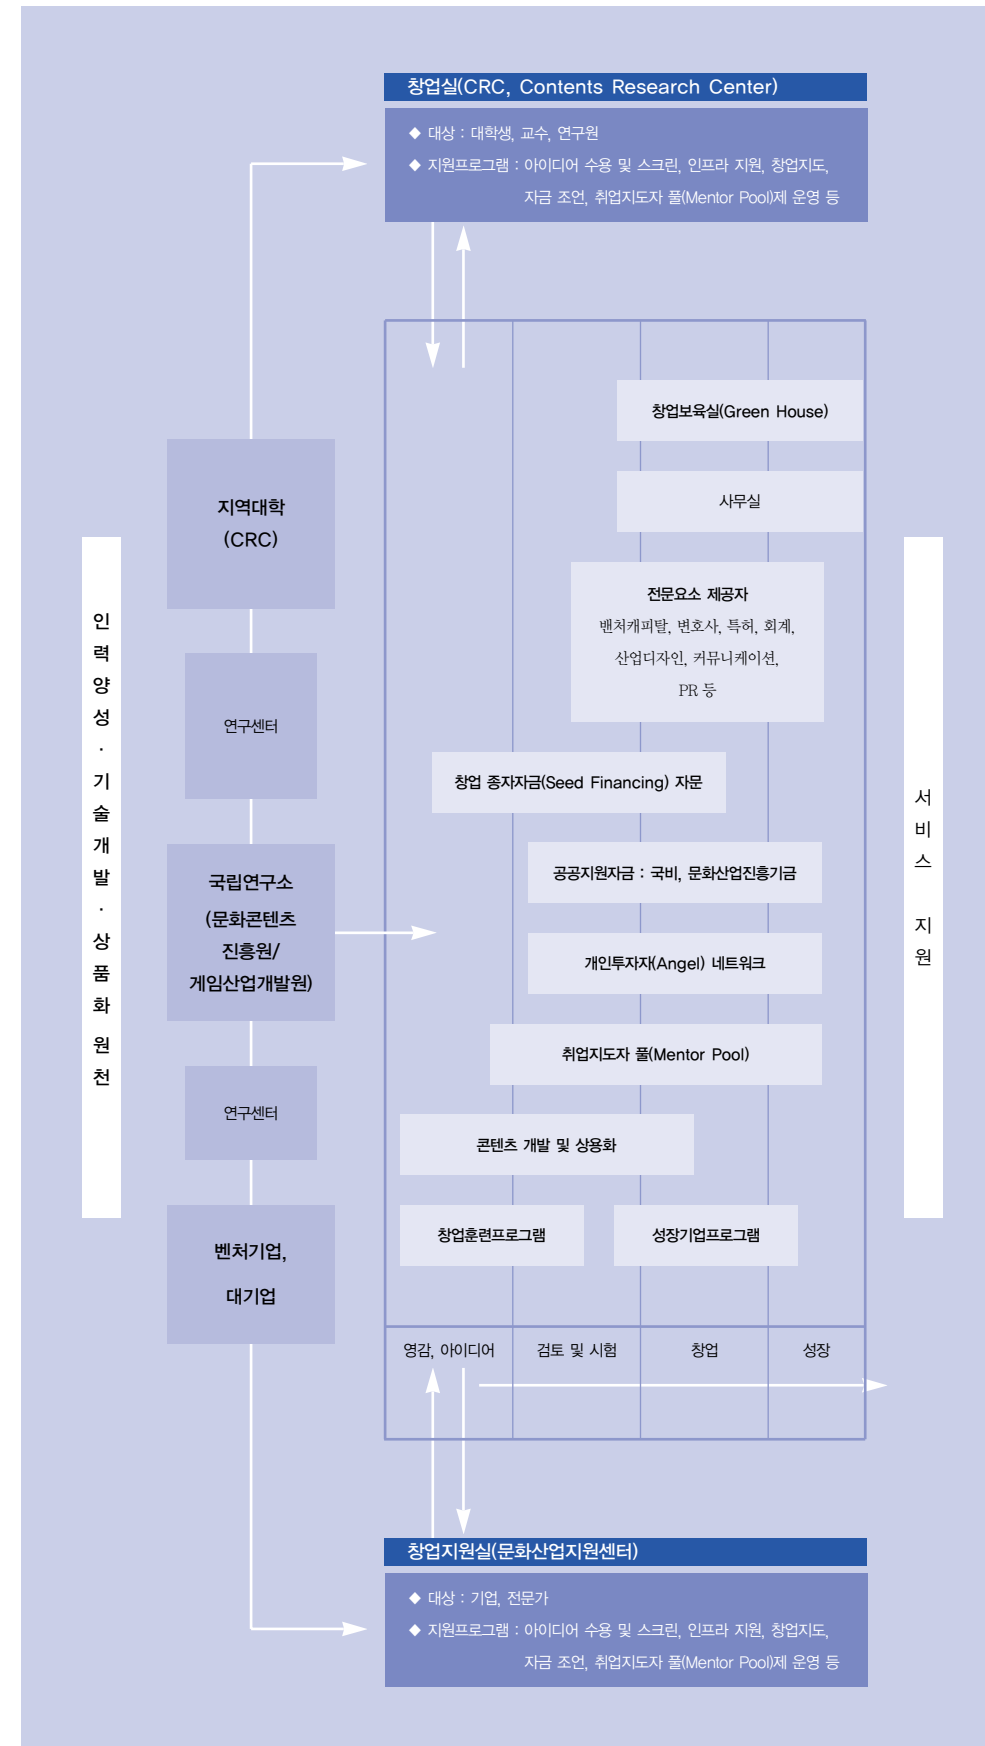 창업실(CRC, Contents Research Center)
◆ 대상 : 대학생, 교수, 연구원
◆ 지원프로그램 : 아이디어 수용 및 스크린, 인프라 지원, 창업지도,
자금 조언, 취업지도자 풀(Mentor Pool)제 운영 등
인력양성 · 기술개발 · 상품화 원천
지역대학
(CRC)
연구센터
국립연구소
(문화콘텐츠
진흥원/
게임산업개발원)
연구센터
벤처기업,
대기업
창업보육실(Green House)
사무실
전문요소 제공자
밴처캐피탈, 변호사, 특허, 회계,
산업디자인, 커뮤니케이션,
PR 등
창업 종자자금(Seed Financing) 자문
공공지원자금 : 국비, 문화산업진흥기금
개인투자자(Angel) 네트워크
취업지도자 풀(Mentor Pool)
콘텐츠 개발 및 상용화
창업훈련프로그램
성장기업프로그램
영감, 아이디어
검토 및 시험
창업
성장
서비스 지원
창업지원실(문화산업지원센터)
◆ 대상 : 기업, 전문가
◆ 지원프로그램 : 아이디어 수용 및 스크린, 인프라 지원, 창업지도,
자금 조언, 취업지도자 풀(Mentor Pool)제 운영 등